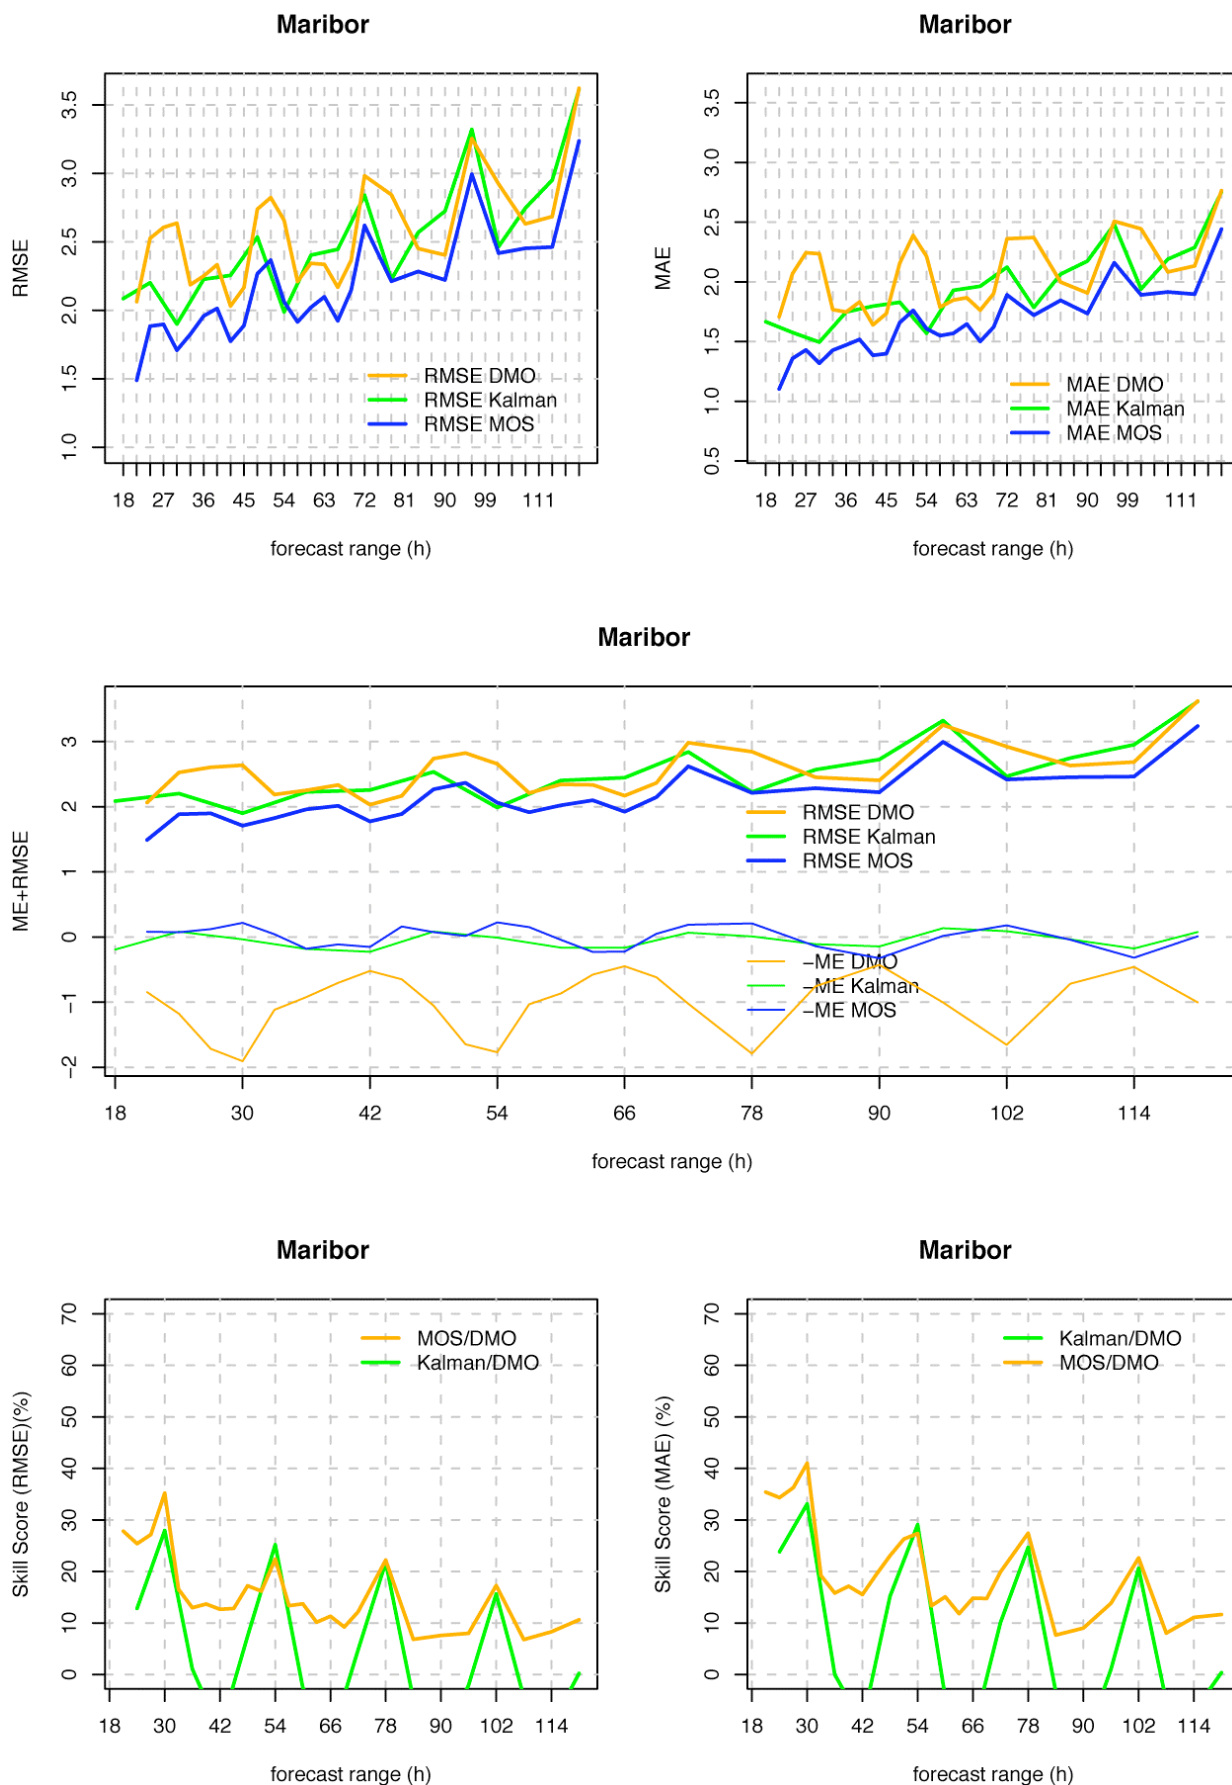 Maribor
RMSE
1.0 1.5 2.0 2.5 3.0 3.5
RMSE DMO
RMSE Kalman
RMSE MOS
18 27 36 45 54 63 72 81 90 99 111
forecast range (h)
Maribor
MAE
0.5 1.0 1.5 2.0 2.5 3.0 3.5
MAE DMO
MAE Kalman
MAE MOS
18 27 36 45 54 63 72 81 90 99 111
forecast range (h)
Maribor
ME+RMSE
−2 −1 0 1 2 3
RMSE DMO
RMSE Kalman
RMSE MOS
−ME DMO
−ME Kalman
−ME MOS
18 30 42 54 66 78 90 102 114
forecast range (h)
Maribor
Skill Score (RMSE)(%)
0 10 20 30 40 50 60 70
MOS/DMO
Kalman/DMO
18 30 42 54 66 78 90 102 114
forecast range (h)
Maribor
Skill Score (MAE) (%)
0 10 20 30 40 50 60 70
Kalman/DMO
MOS/DMO
18 30 42 54 66 78 90 102 114
forecast range (h)